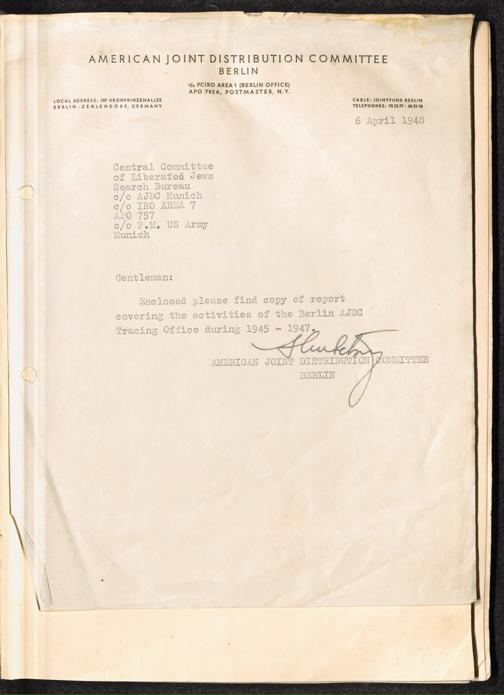 AMERICAN JOINT DISTRIBUTION COMMITTEE
BERLIN
c/o PCIRO AREA 1 (BERLIN OFFICE)
APO 742A, POSTMASTER, N.Y.
LOCAL ADDRESS: 247 KRONPRINZENALLEE
BERLIN-ZEHLENDORF, GERMANY
CABLE: JOINTFUND BERLIN
TELEPHONES:
6 April 1948
Central Committee
of Liberated Jews
Search Bureau
c/o AJDC Munich
c/o IRO AREA 7
APO 757
c/o P.M. US Army
Munich
Gentlemen:
Enclosed please find copy of report
covering the activities of the Berlin AJDC
Tracing Office during 1945 - 1947.
AMERICAN JOINT DISTRIBUTION COMMITTEE
BERLIN